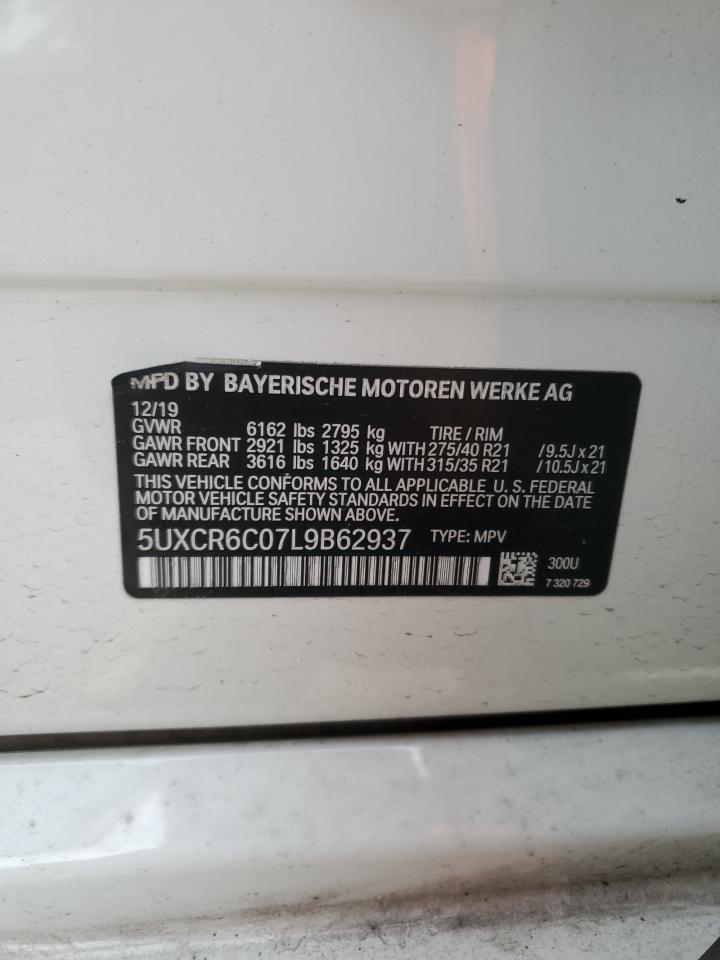 MFD BY BAYERISCHE MOTOREN WERKE AG
12/19
GVWR 6162 lbs 2795 kg TIRE / RIM
GAWR FRONT 2921 lbs 1325 kg WITH 275/40 R21 /9.5J x 21
GAWR REAR 3616 lbs 1640 kg WITH 315/35 R21 /10.5J x 21
THIS VEHICLE CONFORMS TO ALL APPLICABLE U. S. FEDERAL
MOTOR VEHICLE SAFETY STANDARDS IN EFFECT ON THE DATE
OF MANUFACTURE SHOWN ABOVE.
5UXCR6C07L9B62937 TYPE: MPV
300U
7 320 729